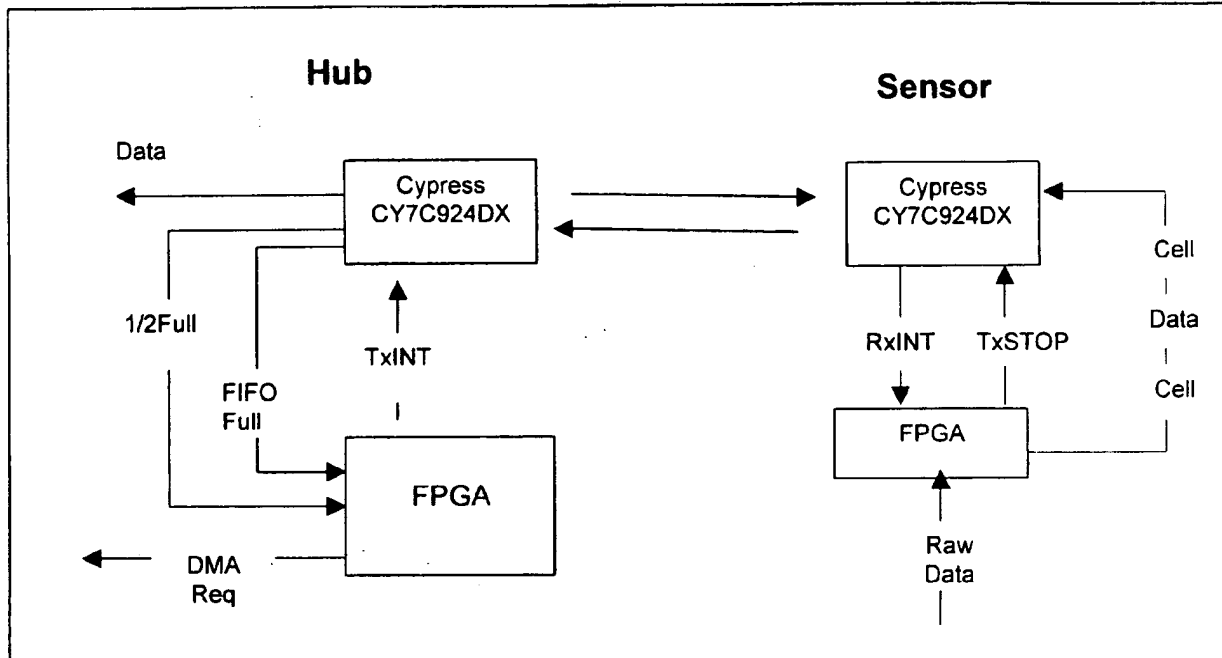 Hub
Sensor
Data
Cypress
CY7C924DX
Cypress
CY7C924DX
Cell
1/2Full
TxINT
RxINT
TxSTOP
Data
FIFO
Full
Cell
FPGA
FPGA
DMA
Req
Raw
Data